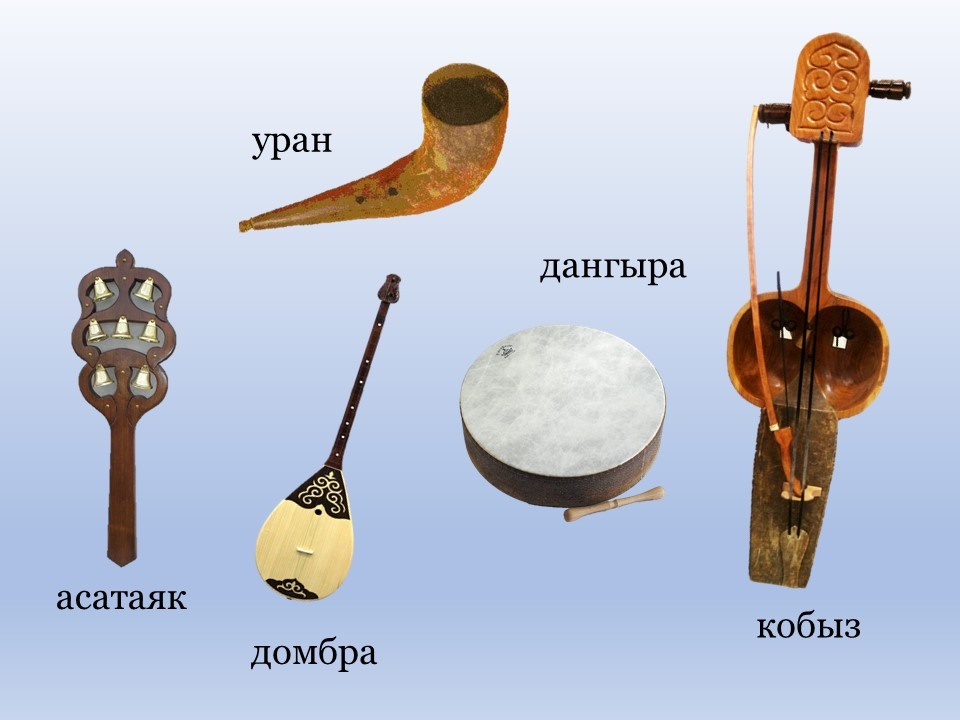 уран
дангыра
асатаяк
домбра
кобыз